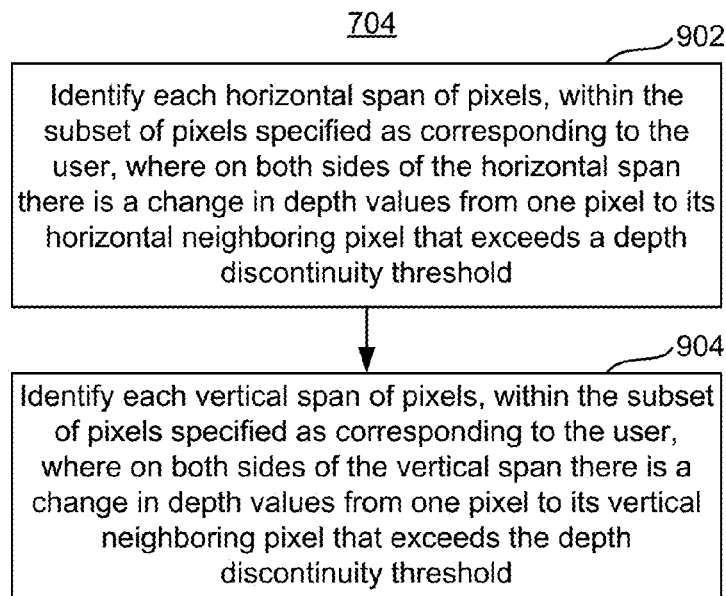 704
902
Identify each horizontal span of pixels, within the
subset of pixels specified as corresponding to the
user, where on both sides of the horizontal span
there is a change in depth values from one pixel to its
horizontal neighboring pixel that exceeds a depth
discontinuity threshold
904
Identify each vertical span of pixels, within the subset
of pixels specified as corresponding to the user,
where on both sides of the vertical span there is a
change in depth values from one pixel to its vertical
neighboring pixel that exceeds the depth
discontinuity threshold